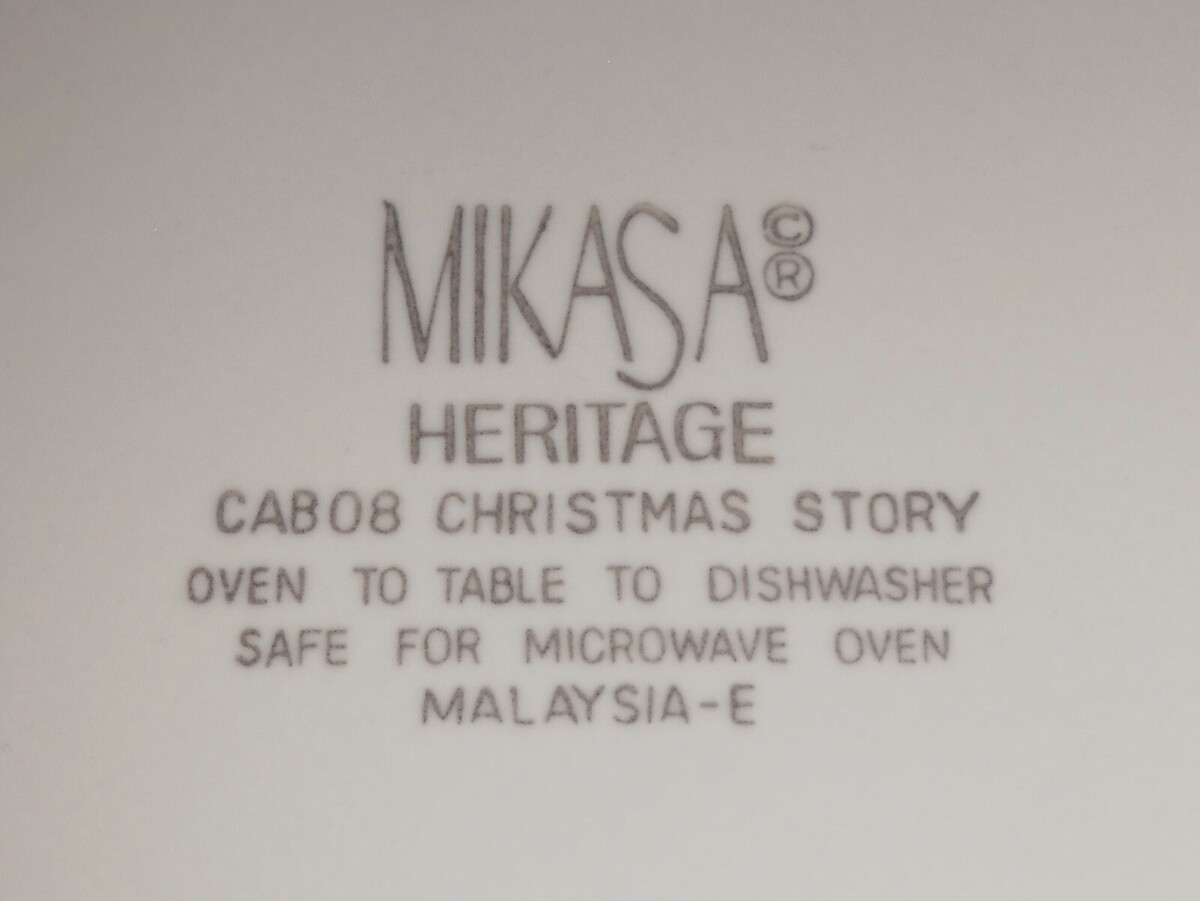 MIKASA©®
HERITAGE
CAB08 CHRISTMAS STORY
OVEN TO TABLE TO DISHWASHER
SAFE FOR MICROWAVE OVEN
MALAYSIA-E